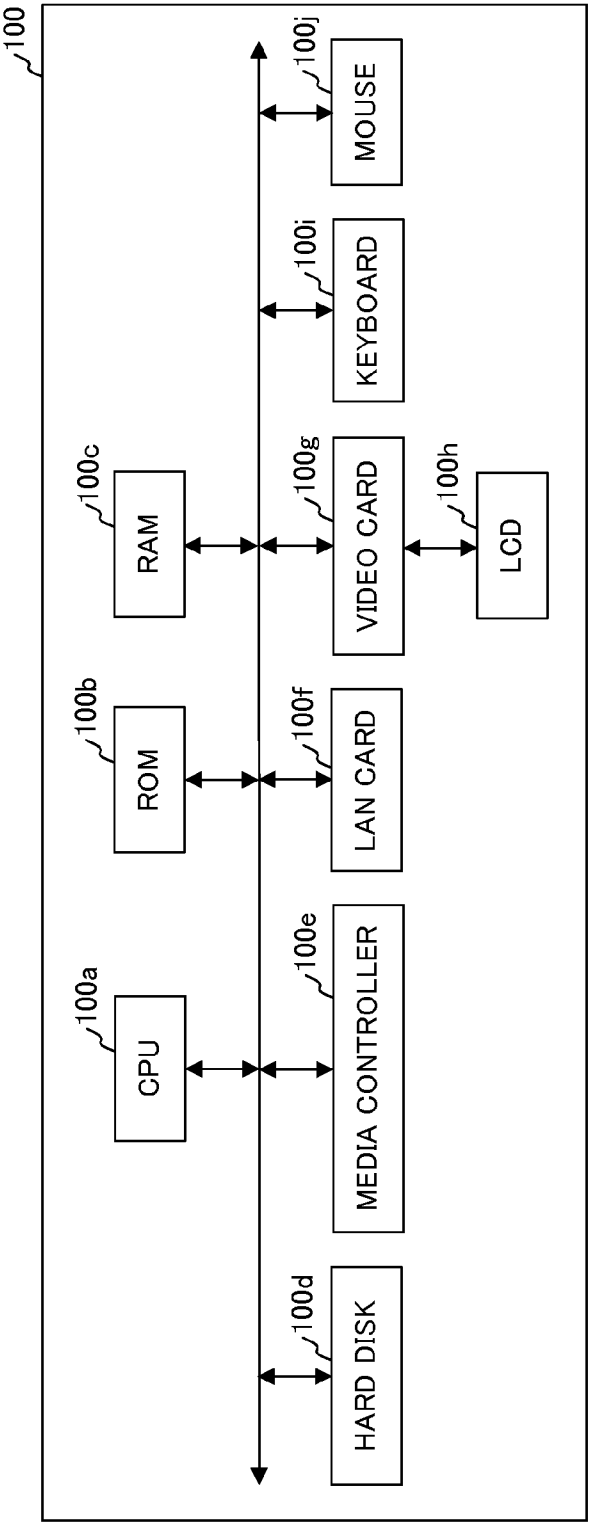 100
100a
CPU
100b
ROM
100c
RAM
100d
HARD DISK
100e
MEDIA CONTROLLER
100f
LAN CARD
100g
VIDEO CARD
100i
KEYBOARD
100j
MOUSE
100h
LCD